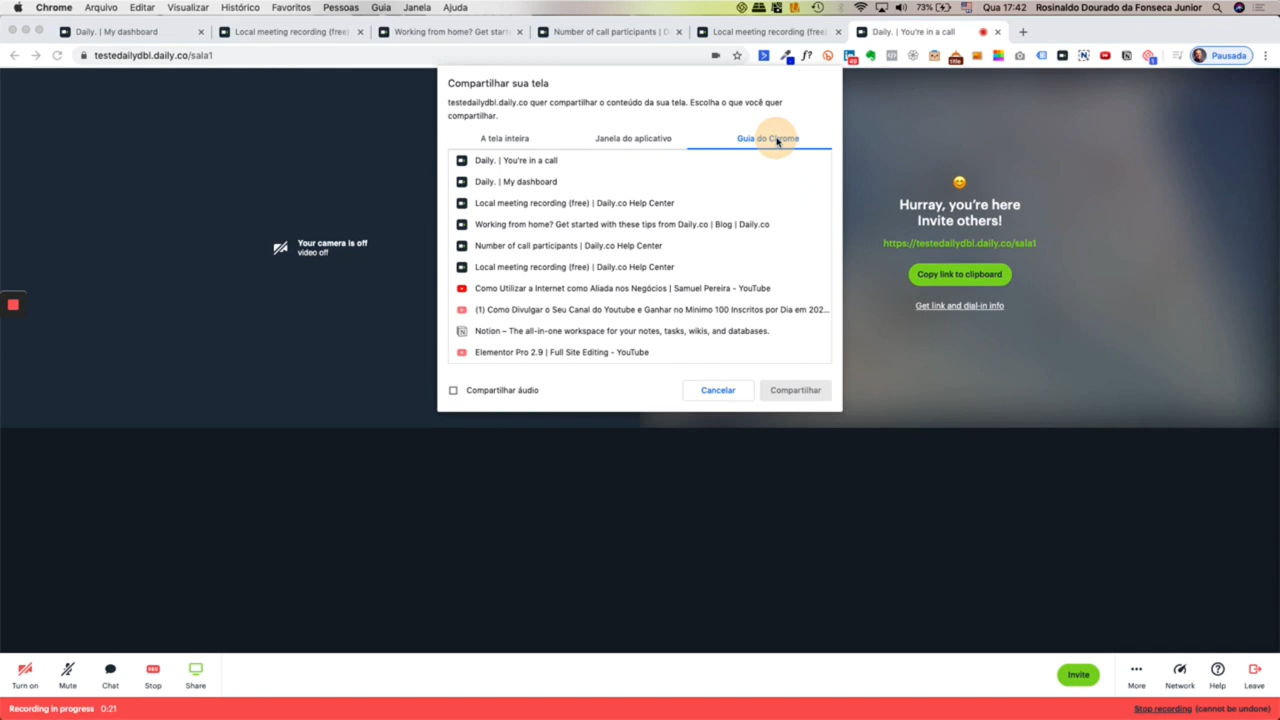 Chrome Arquivo Editar Visualizar Histórico Favoritos Pessoas Guia Janela Ajuda 73% Qua 17:42 Rosinaldo Dourado da Fonseca Junior
Daily. | My dashboard
Local meeting recording (free)
Working from home? Get start
Number of call participants | D
Local meeting recording (free)
Daily. | You're in a call
testedailydbl.daily.co/sala1
Pausada
Compartilhar sua tela
testedailydbl.daily.co quer compartilhar o conteúdo da sua tela. Escolha o que você quer
compartilhar.
A tela inteira Janela do aplicativo Guia do Chrome
Daily. | You're in a call
Daily. | My dashboard
Local meeting recording (free) | Daily.co Help Center
Working from home? Get started with these tips from Daily.co | Blog | Daily.co
Number of call participants | Daily.co Help Center
Local meeting recording (free) | Daily.co Help Center
Como Utilizar a Internet como Aliada nos Negócios | Samuel Pereira - YouTube
(1) Como Divulgar o Seu Canal do Youtube e Ganhar no Minimo 100 Inscritos por Dia em 202...
Notion – The all-in-one workspace for your notes, tasks, wikis, and databases.
Elementor Pro 2.9 | Full Site Editing - YouTube
Compartilhar áudio Cancelar Compartilhar
Your camera is off
video off
Hurray, you're here
Invite others!
https://testedailydbl.daily.co/sala1
Copy link to clipboard
Get link and dial-in info
Turn on Mute Chat Stop Share
Invite
More Network Help Leave
Recording in progress 0:21
Stop recording (cannot be undone)